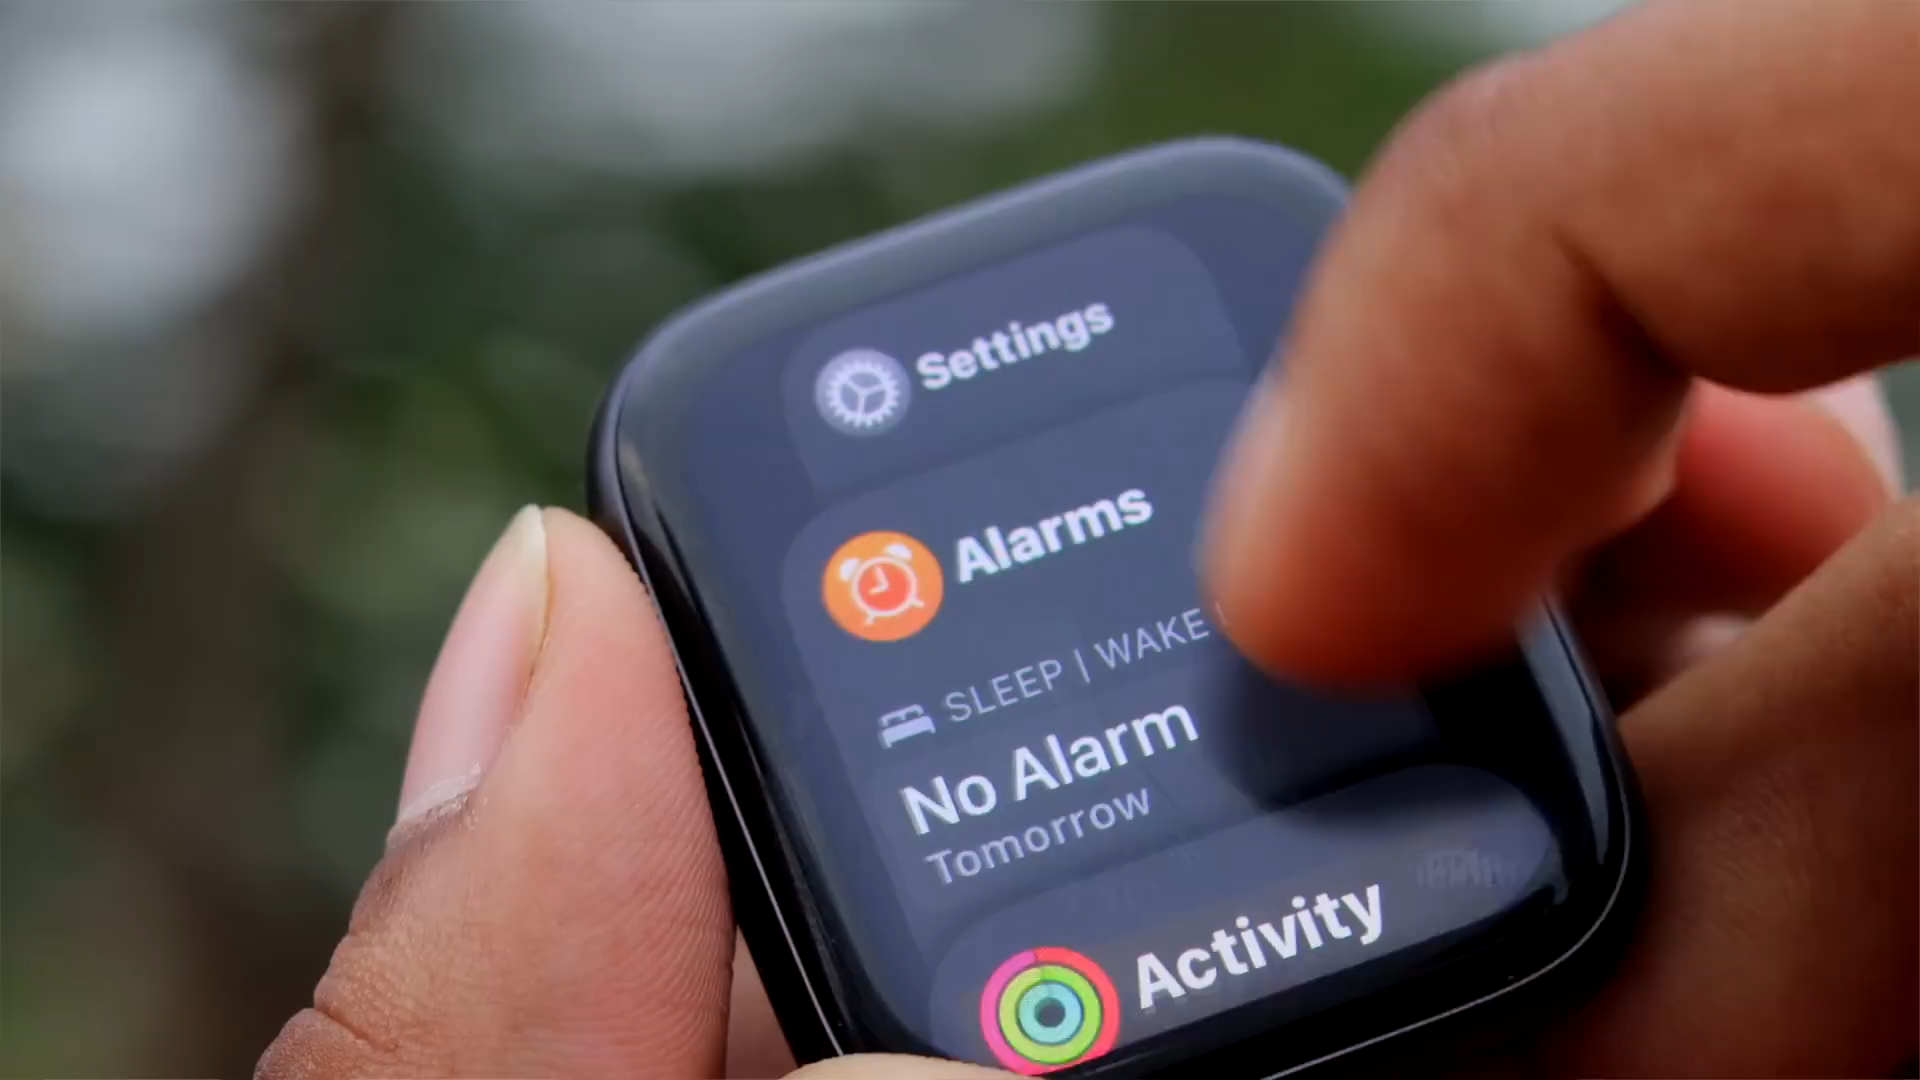 Settings
Alarms
SLEEP | WAKE
No Alarm
Tomorrow
Activity